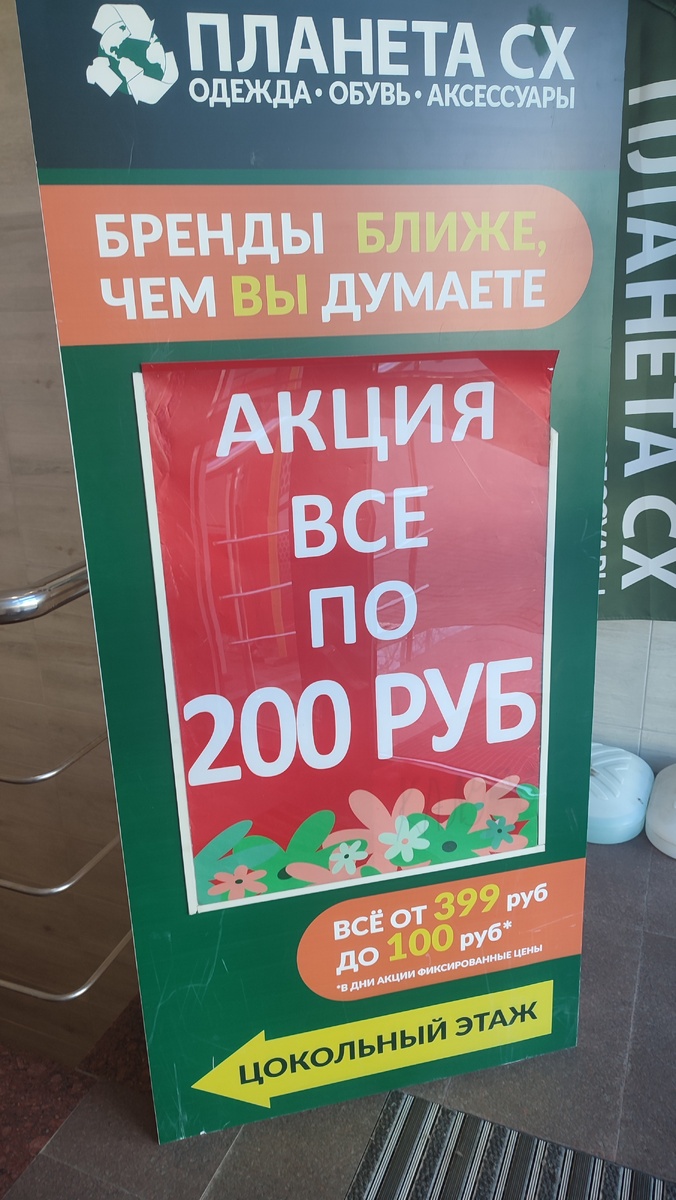 ПЛАНЕТА СХ
ОДЕЖДА • ОБУВЬ • АКСЕССУАРЫ
БРЕНДЫ БЛИЖЕ,
ЧЕМ ВЫ ДУМАЕТЕ
АКЦИЯ
ВСЕ
ПО
200 РУБ
ВСЁ ОТ 399 руб
ДО 100 руб*
*В ДНИ АКЦИИ ФИКСИРОВАННЫЕ ЦЕНЫ
ЦОКОЛЬНЫЙ ЭТАЖ
ПЛАНЕТА СХ